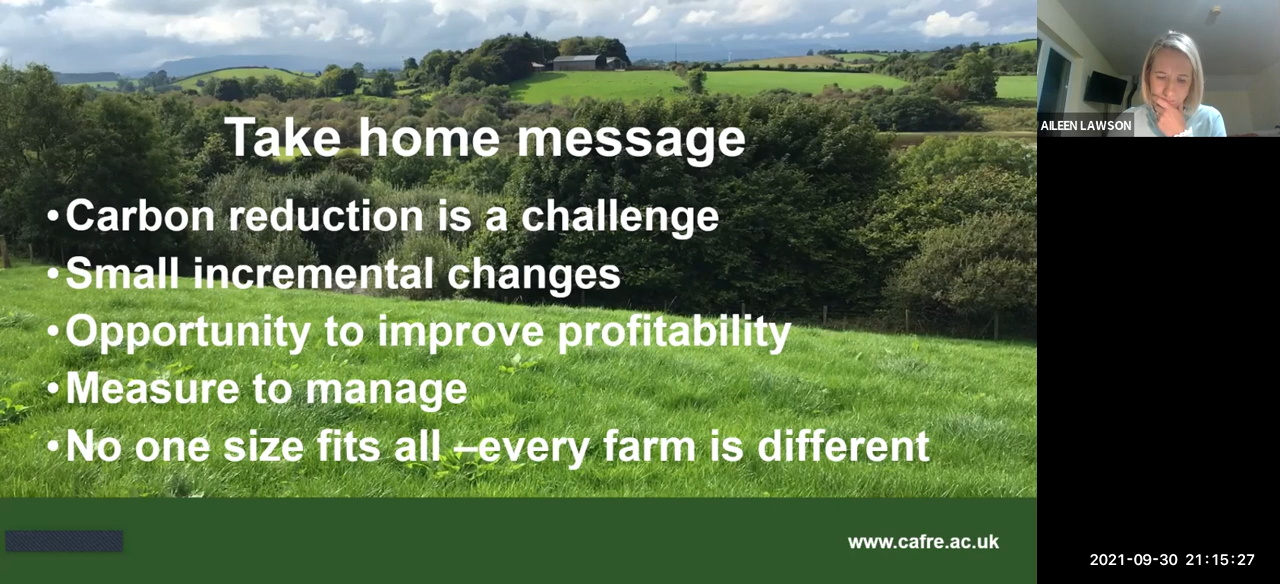 Take home message
•Carbon reduction is a challenge
•Small incremental changes
•Opportunity to improve profitability
•Measure to manage
•No one size fits all –every farm is different
www.cafre.ac.uk
AILEEN LAWSON
2021-09-30 21:15:27